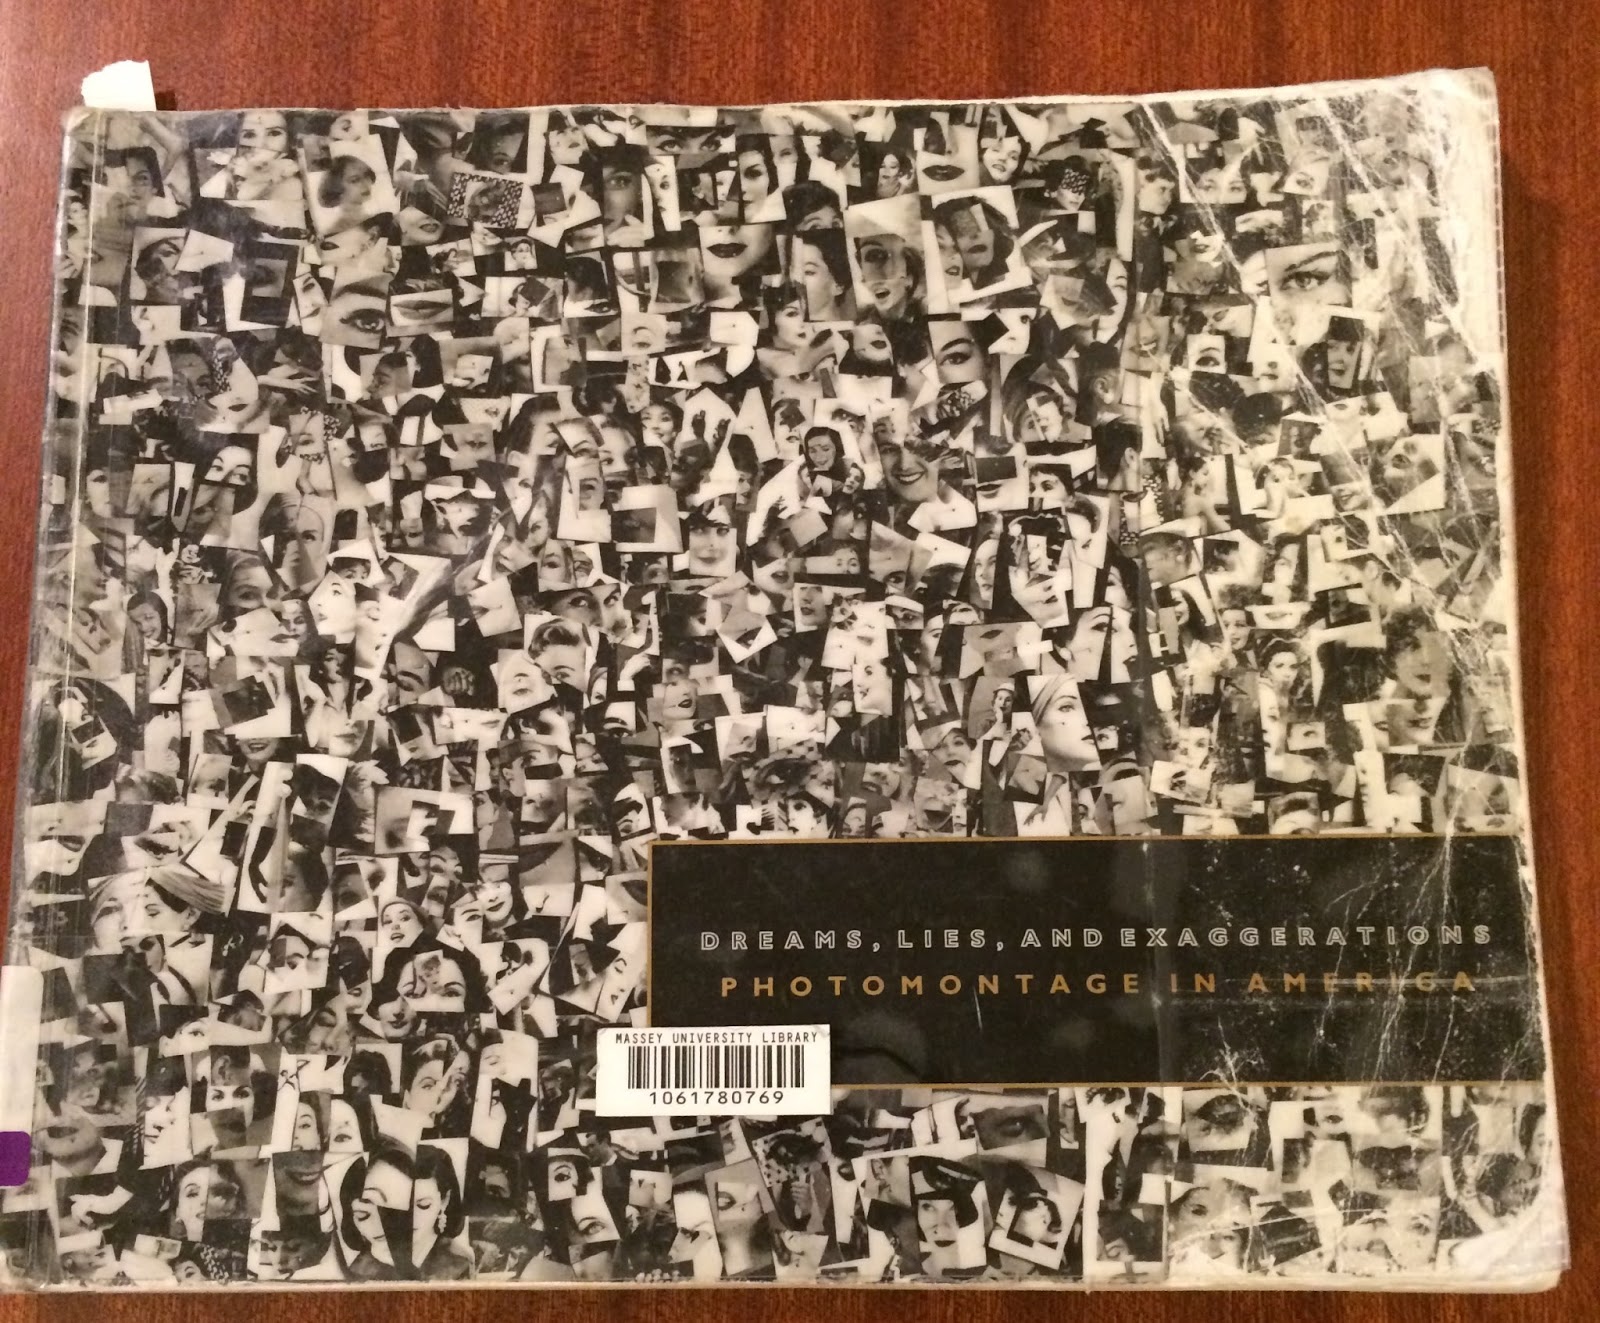 DREAMS, LIES, AND EXAGGERATIONS
PHOTOMONTAGE IN AMERICA
MASSEY UNIVERSITY LIBRARY
1061780769